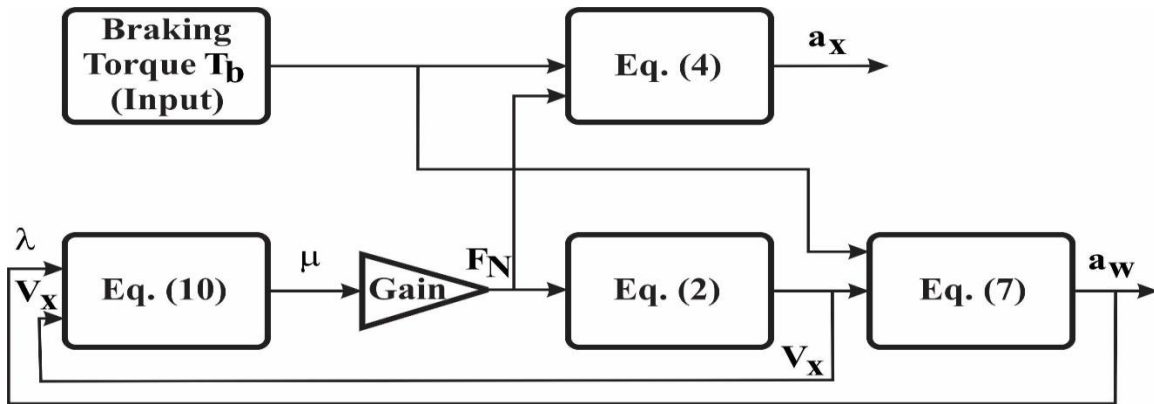 Braking
Torque Tb
(Input)
Eq. (4)
ax
λ
Vx
Eq. (10)
μ
Gain
FN
Eq. (2)
Vx
Eq. (7)
aw